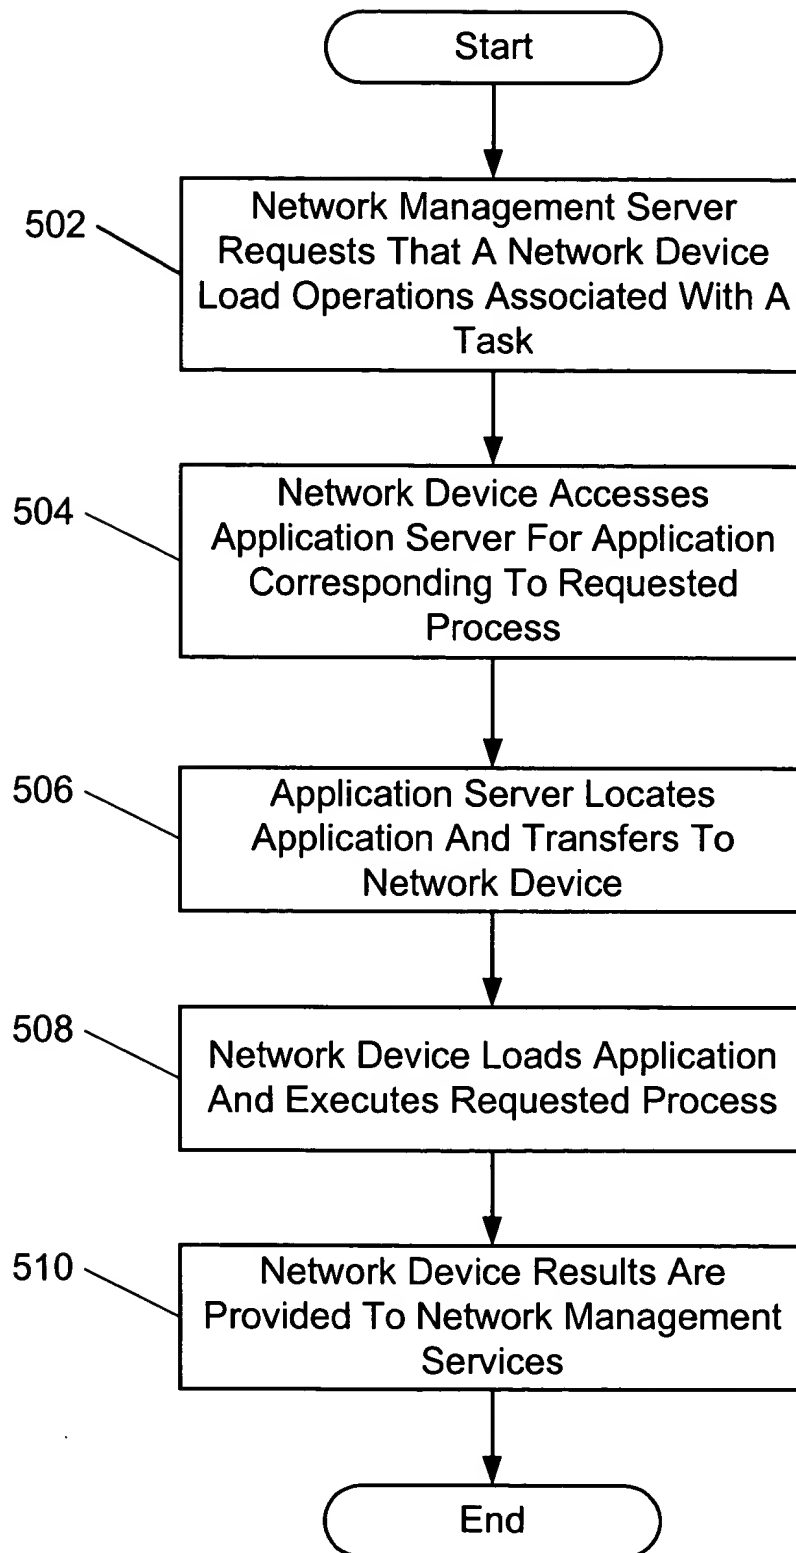 Start
502
Network Management Server
Requests That A Network Device
Load Operations Associated With A
Task
504
Network Device Accesses
Application Server For Application
Corresponding To Requested
Process
506
Application Server Locates
Application And Transfers To
Network Device
508
Network Device Loads Application
And Executes Requested Process
510
Network Device Results Are
Provided To Network Management
Services
End